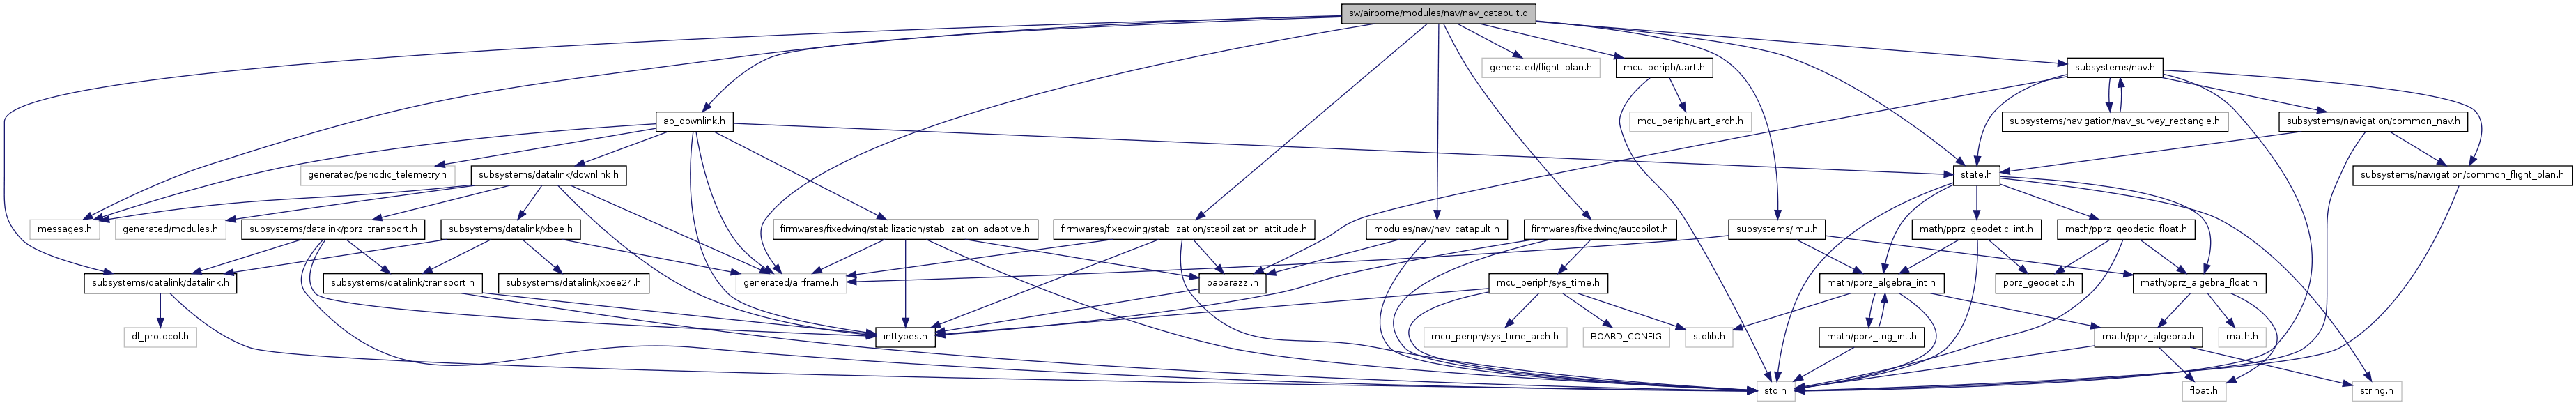 sw/airborne/modules/nav/nav_catapult.c
generated/flight_plan.h
mcu_periph/uart.h
subsystems/nav.h
ap_downlink.h
mcu_periph/uart_arch.h
subsystems/navigation/nav_survey_rectangle.h
subsystems/navigation/common_nav.h
generated/periodic_telemetry.h
subsystems/datalink/downlink.h
state.h
subsystems/navigation/common_flight_plan.h
messages.h
generated/modules.h
subsystems/datalink/pprz_transport.h
subsystems/datalink/xbee.h
firmwares/fixedwing/stabilization/stabilization_adaptive.h
firmwares/fixedwing/stabilization/stabilization_attitude.h
modules/nav/nav_catapult.h
firmwares/fixedwing/autopilot.h
subsystems/imu.h
math/pprz_geodetic_int.h
math/pprz_geodetic_float.h
subsystems/datalink/datalink.h
subsystems/datalink/transport.h
subsystems/datalink/xbee24.h
generated/airframe.h
paparazzi.h
mcu_periph/sys_time.h
math/pprz_algebra_int.h
pprz_geodetic.h
math/pprz_algebra_float.h
dl_protocol.h
inttypes.h
mcu_periph/sys_time_arch.h
BOARD_CONFIG
stdlib.h
math/pprz_trig_int.h
math/pprz_algebra.h
math.h
std.h
float.h
string.h